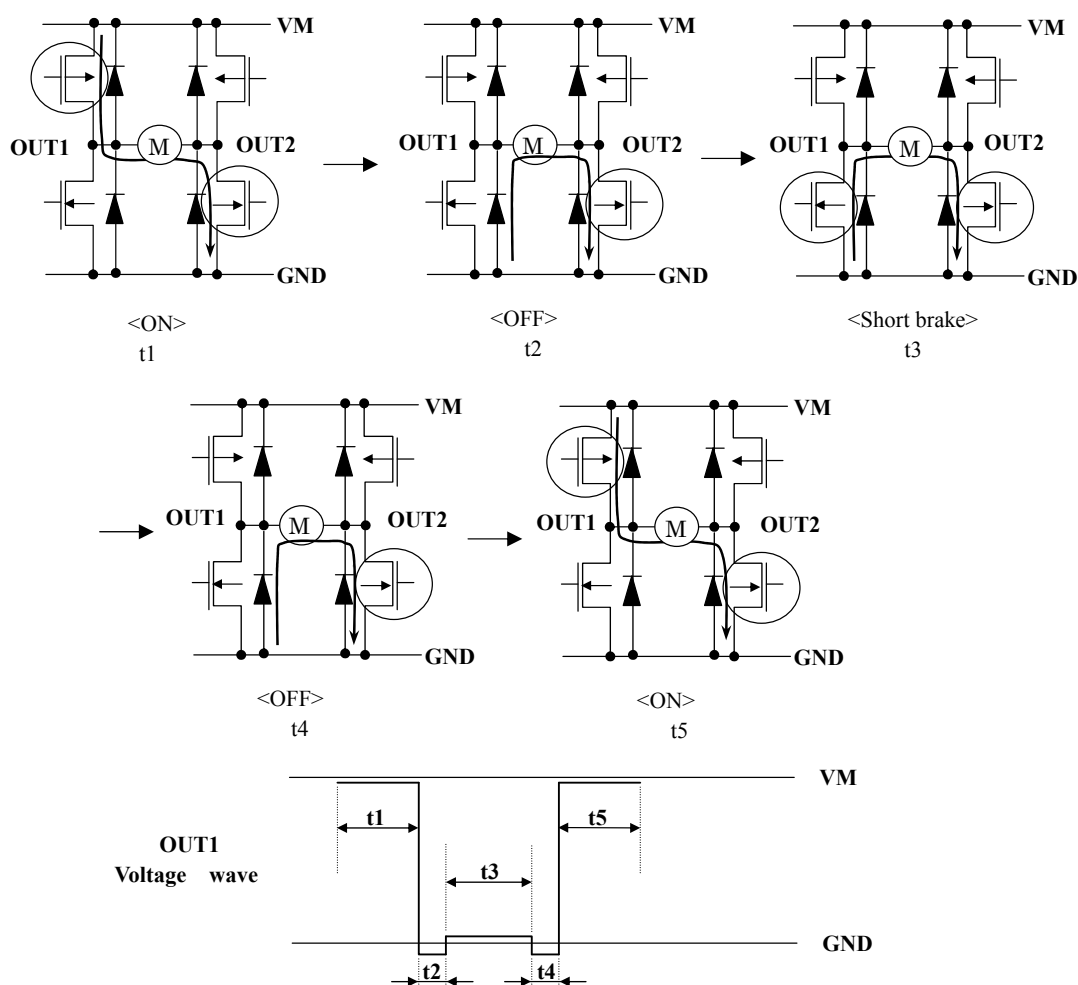 VM VM VM
M M M
OUT1 OUT2 OUT1 OUT2 OUT1 OUT2
GND GND GND
<ON> <OFF> <Short brake>
t1 t2 t3
VM VM
OUT1 M OUT2 OUT1 M OUT2
GND GND
<OFF> <ON>
t4 t5
VM
t1 t5
OUT1
t3
Voltage wave
GND
t2 t4